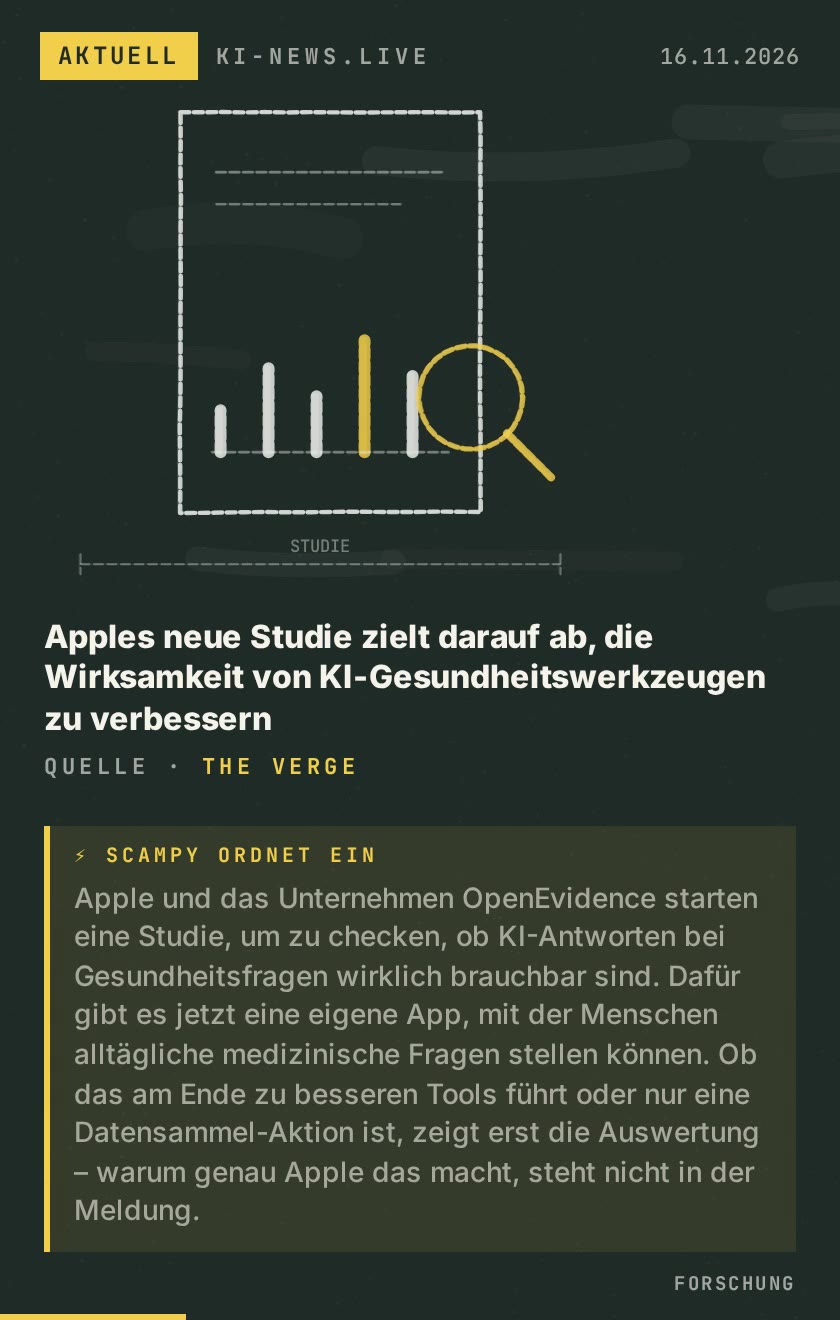 AKTUELL KI-NEWS.LIVE 16.11.2026
STUDIE
Apples neue Studie zielt darauf ab, die
Wirksamkeit von KI-Gesundheitswerkzeugen
zu verbessern
QUELLE · THE VERGE
⚡ SCAMPY ORDNET EIN
Apple und das Unternehmen OpenEvidence starten
eine Studie, um zu checken, ob KI-Antworten bei
Gesundheitsfragen wirklich brauchbar sind. Dafür
gibt es jetzt eine eigene App, mit der Menschen
alltägliche medizinische Fragen stellen können. Ob
das am Ende zu besseren Tools führt oder nur eine
Datensammel-Aktion ist, zeigt erst die Auswertung
– warum genau Apple das macht, steht nicht in der
Meldung.
FORSCHUNG